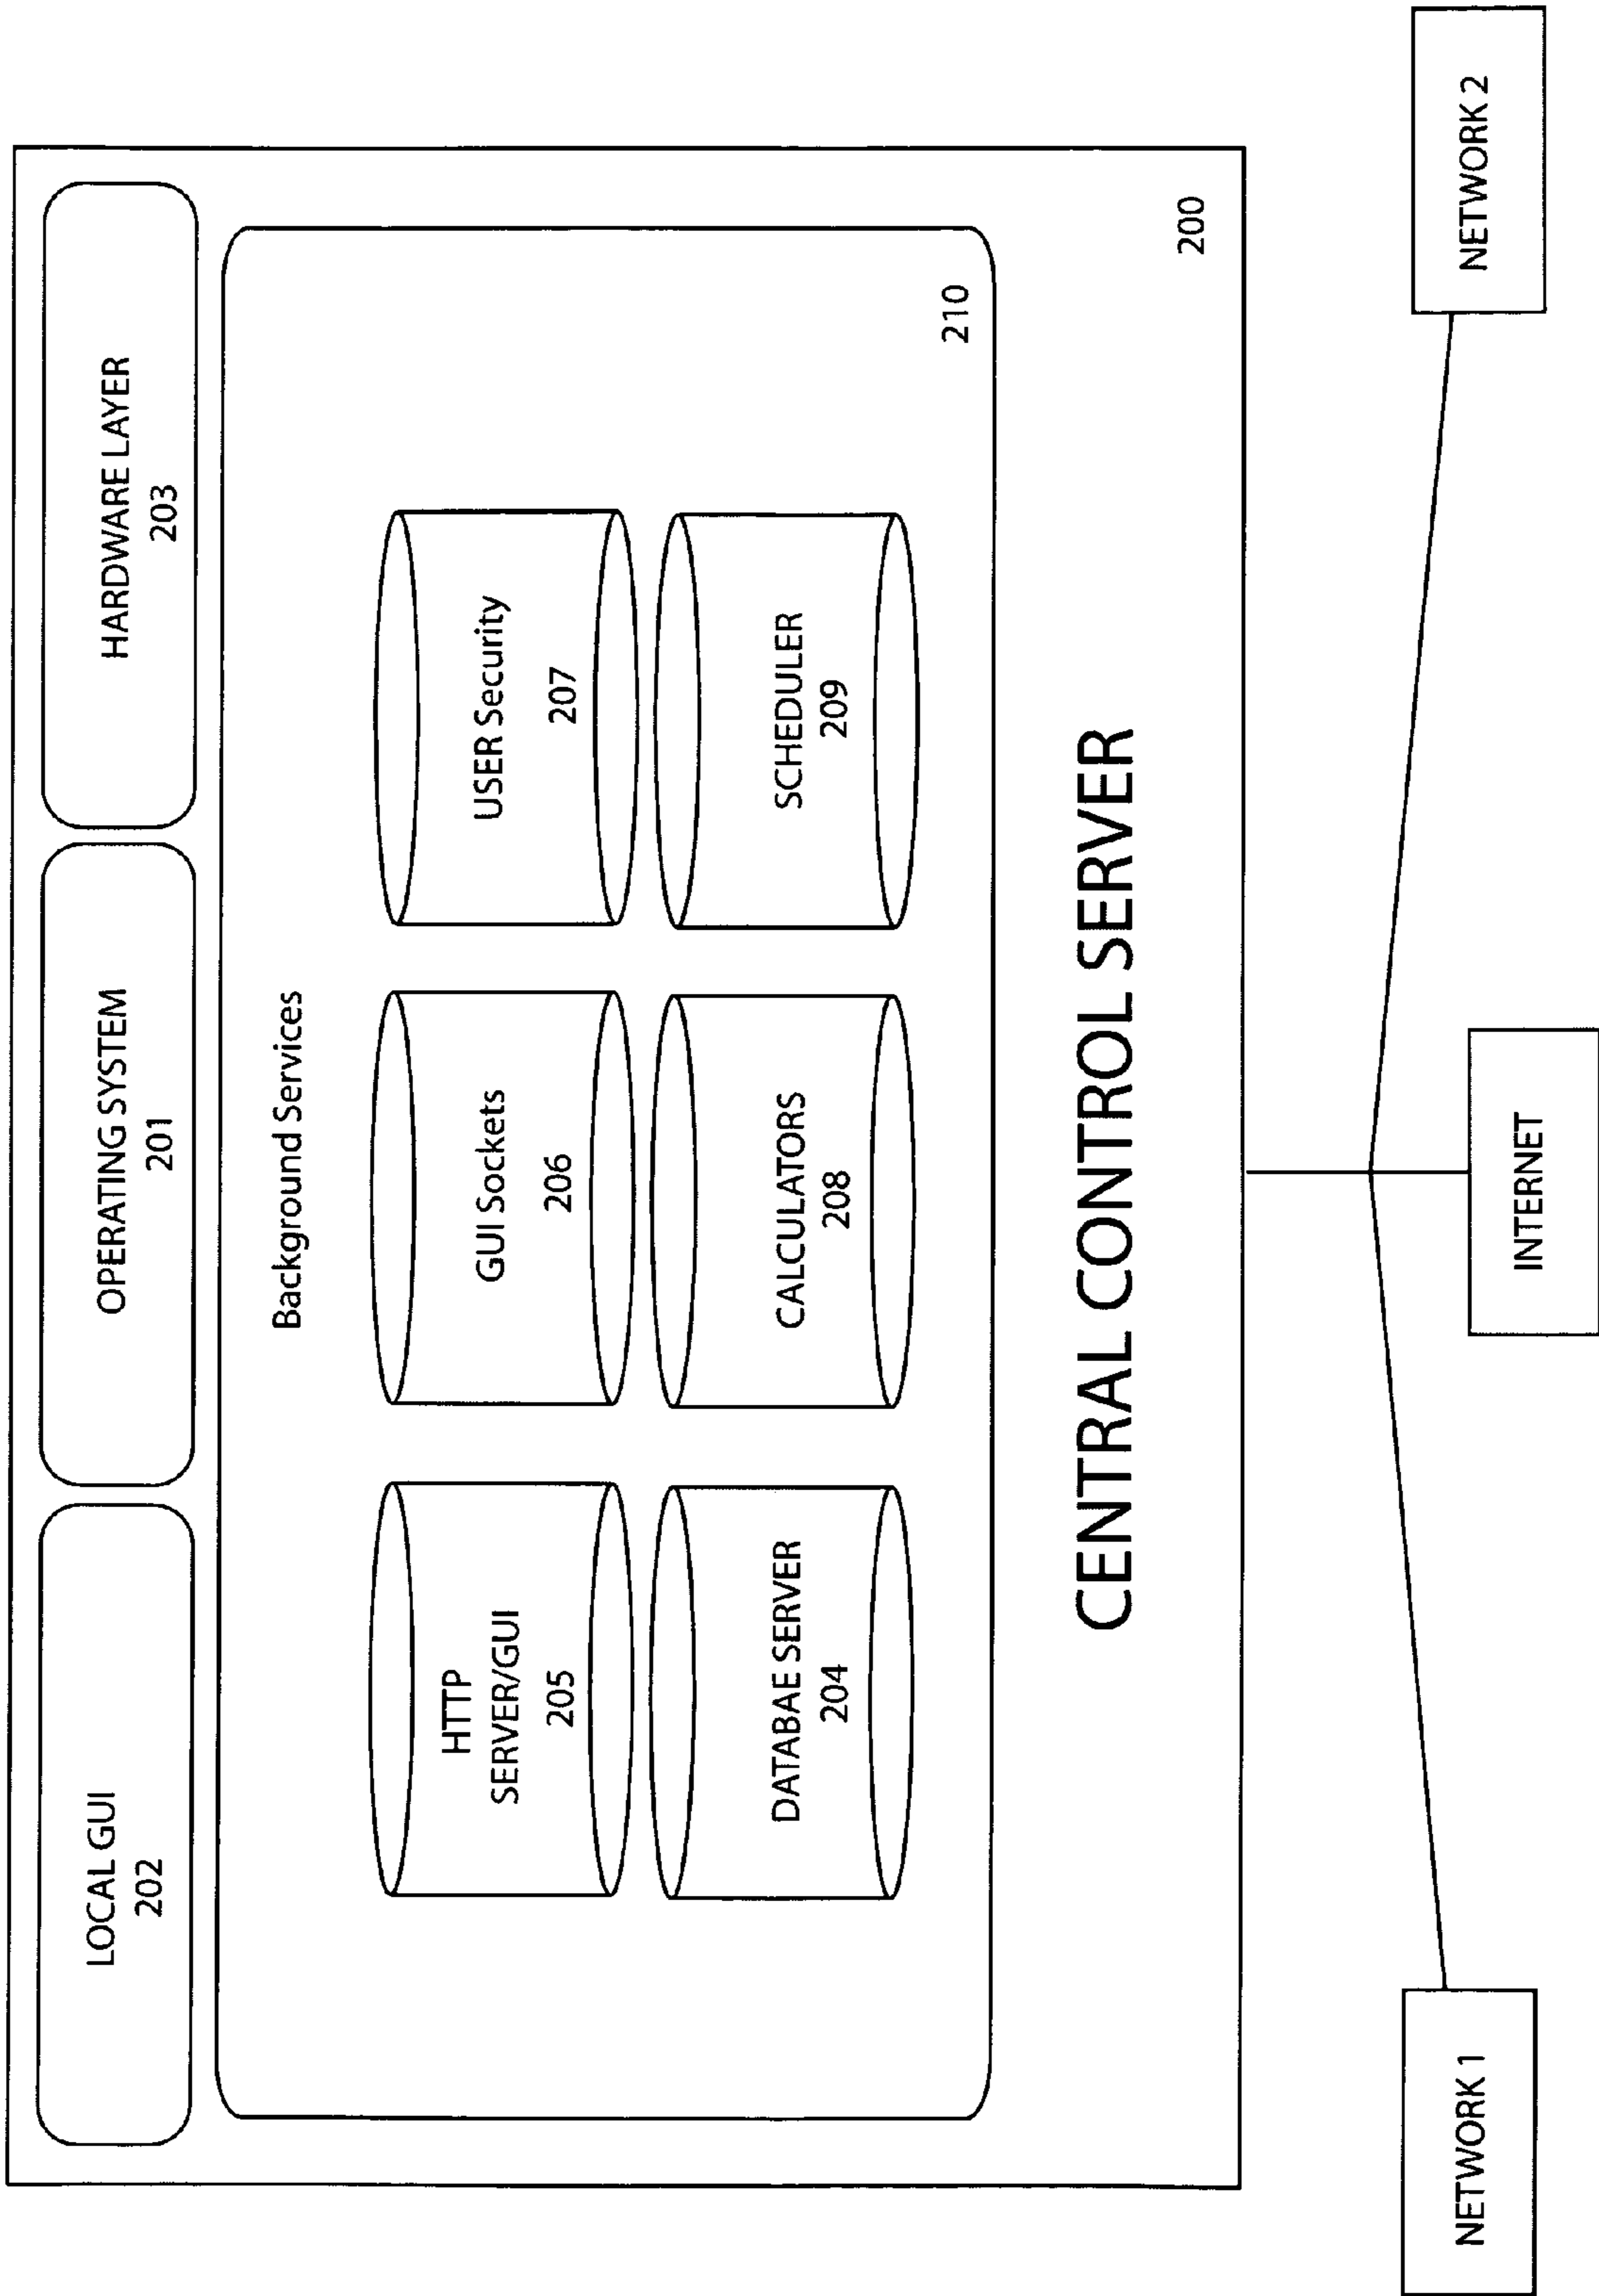 LOCAL GUI
202
OPERATING SYSTEM
201
HARDWARE LAYER
203
Background Services
HTTP
SERVER/GUI
205
GUI Sockets
206
USER Security
207
DATABAE SERVER
204
CALCULATORS
208
SCHEDULER
209
210
CENTRAL CONTROL SERVER
200
NETWORK 1
INTERNET
NETWORK 2